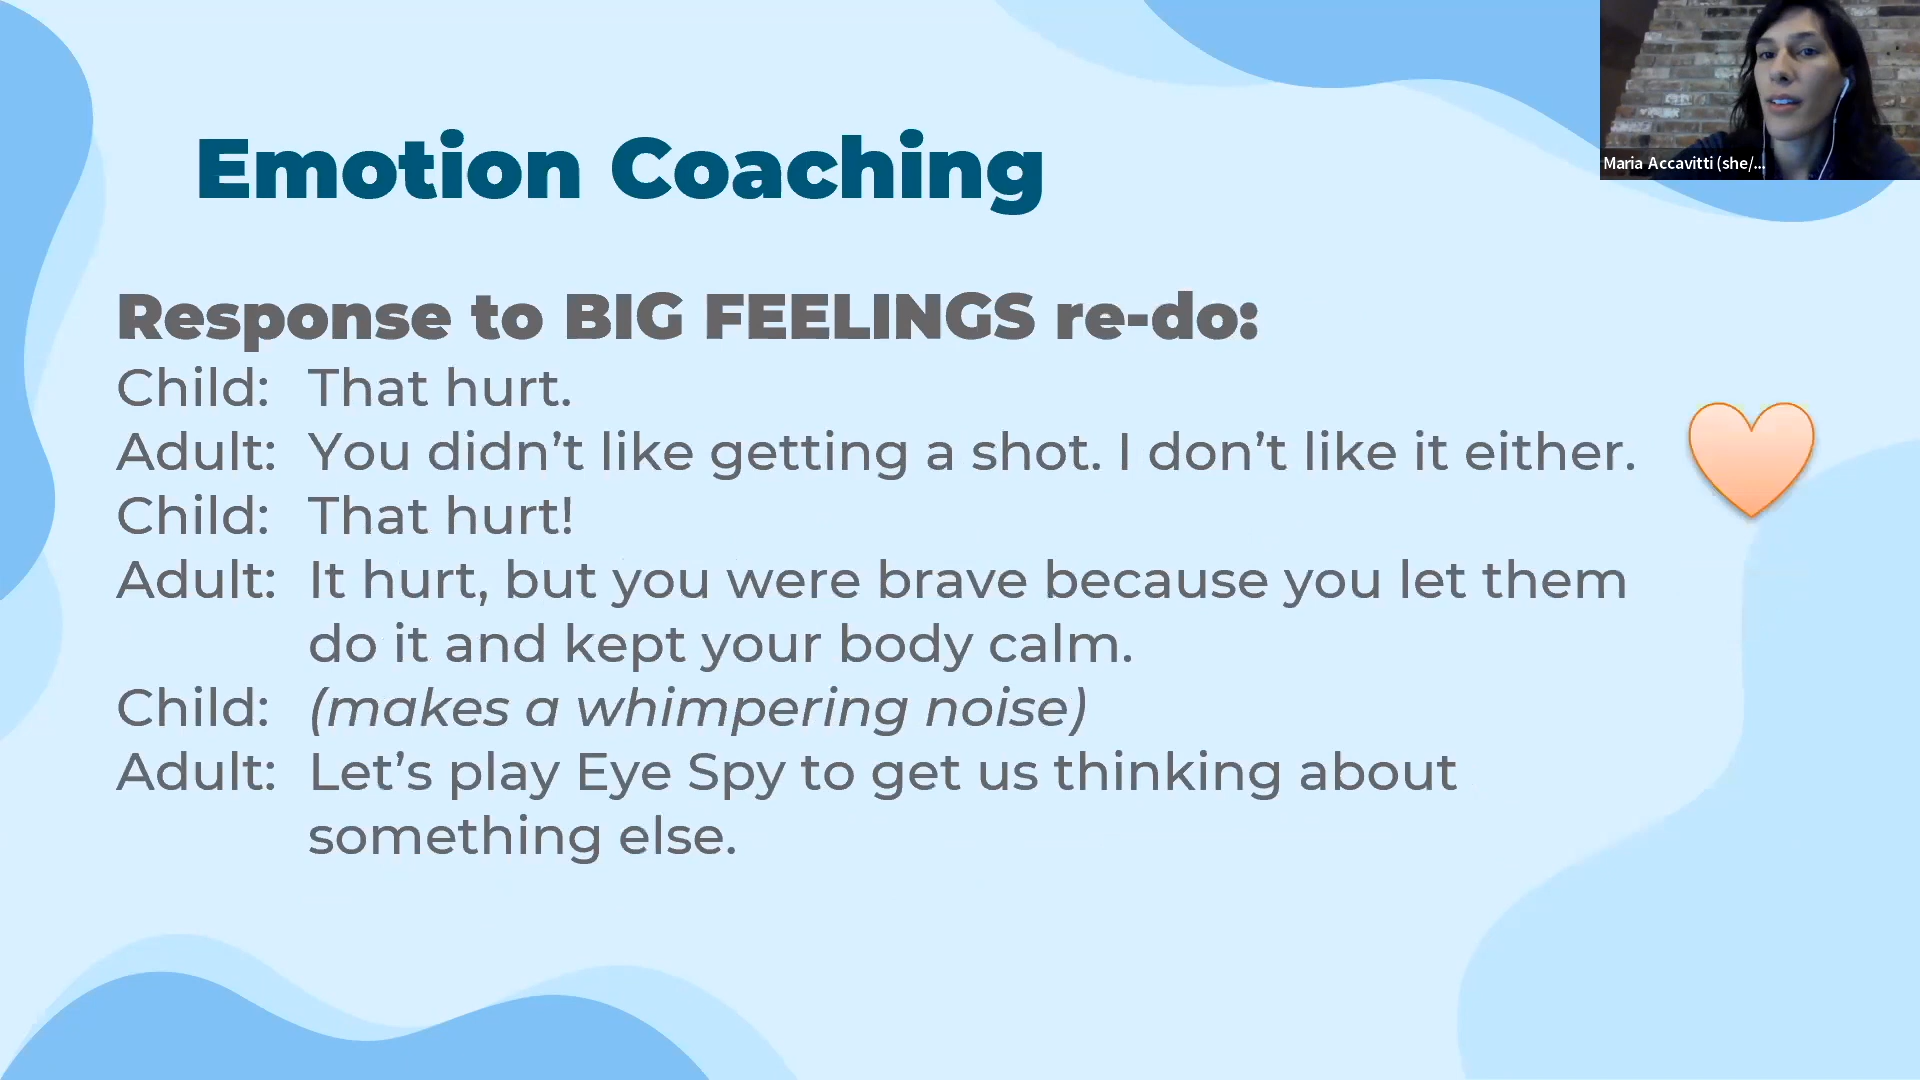 Maria Accavitti (she/...
Emotion Coaching
Response to BIG FEELINGS re-do:
Child: That hurt.
Adult: You didn’t like getting a shot. I don’t like it either.
Child: That hurt!
Adult: It hurt, but you were brave because you let them
do it and kept your body calm.
Child: (makes a whimpering noise)
Adult: Let’s play Eye Spy to get us thinking about
something else.